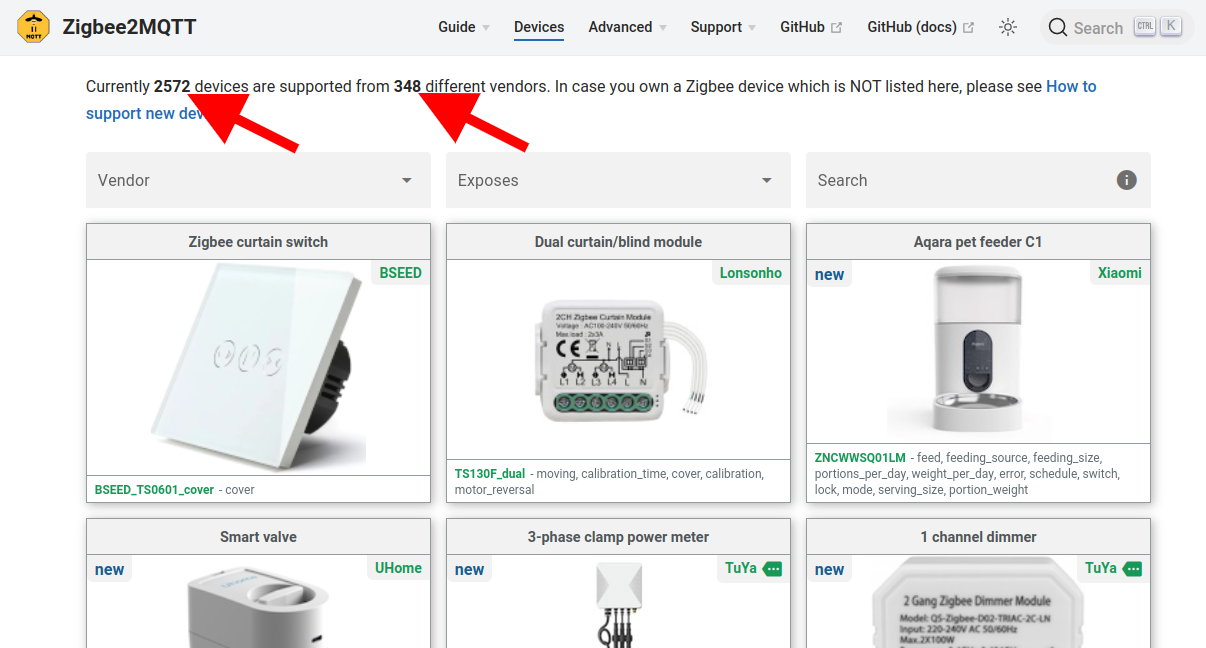 MQTT
Zigbee2MQTT
Guide Devices Advanced Support GitHub GitHub (docs) Search CTRL K
Currently 2572 devices are supported from 348 different vendors. In case you own a Zigbee device which is NOT listed here, please see How to
support new dev
Vendor Exposes Search
Zigbee curtain switch
BSEED
BSEED_TS0601_cover - cover
Dual curtain/blind module
Lonsonho
2CH Zigbee Curtain Module
Voltage : AC100-240V 50/60Hz
Max.load : 2x3A
N L
L1 L2 L3 L4 L N
TS130F_dual - moving, calibration_time, cover, calibration,
motor_reversal
Aqara pet feeder C1
new Xiaomi
ZNCWWSQ01LM - feed, feeding_source, feeding_size,
portions_per_day, weight_per_day, error, schedule, switch,
lock, mode, serving_size, portion_weight
Smart valve
new UHome
UHome
3-phase clamp power meter
new TuYa
1 channel dimmer
new TuYa
2 Gang Zigbee Dimmer Module
Model: QS-Zigbee-D02-TRIAC-2C-LN
Input: 220-240V AC 50/60Hz
Max.2X100W